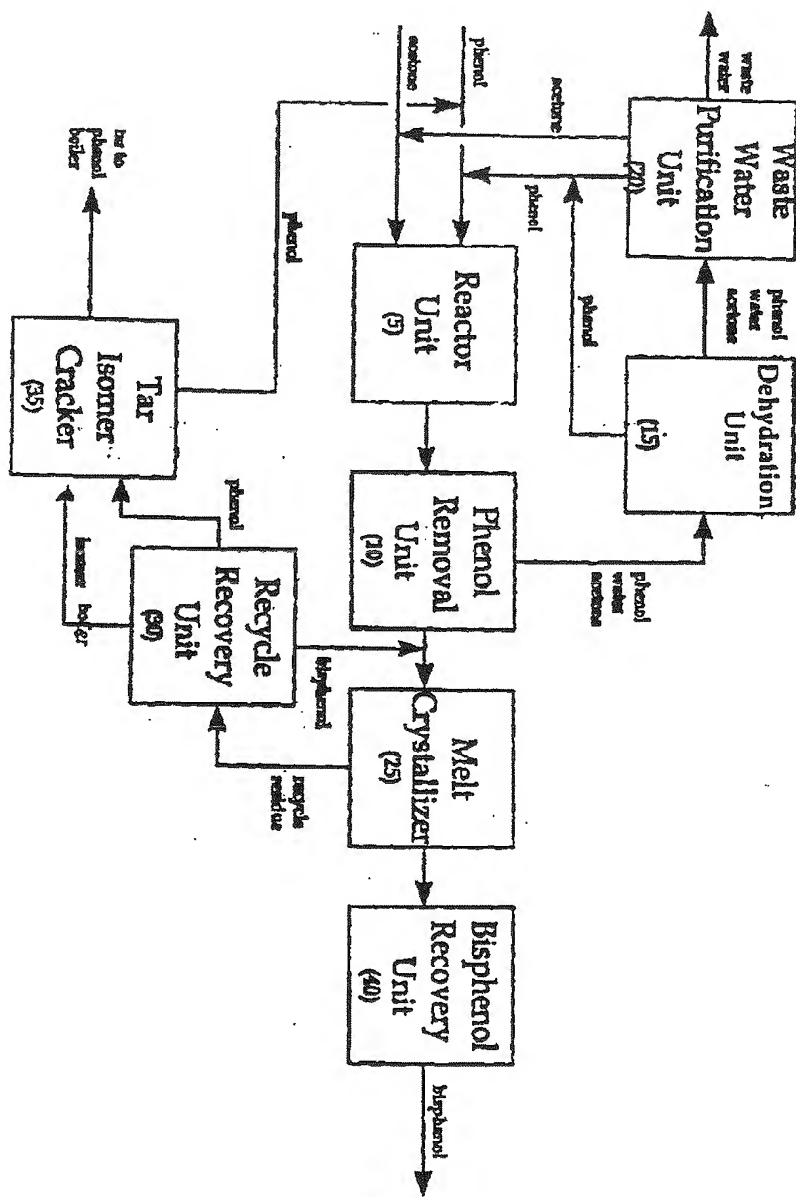 Waste
Water
Purification
Unit
(20)
waste
water
phenol
water
acetone
Dehydration
Unit
(15)
acetone
phenol
phenol
phenol
acetone
Reactor
Unit
(5)
Phenol
Removal
Unit
(10)
phenol
water
acetone
Melt
Crystallizer
(25)
Bisphenol
Recovery
Unit
(40)
bisphenol
bisphenol
recycle
residue
Recycle
Recovery
Unit
(30)
phenol
boiler
phenol
Tar
Isomer
Cracker
(35)
to
phenol
boiler